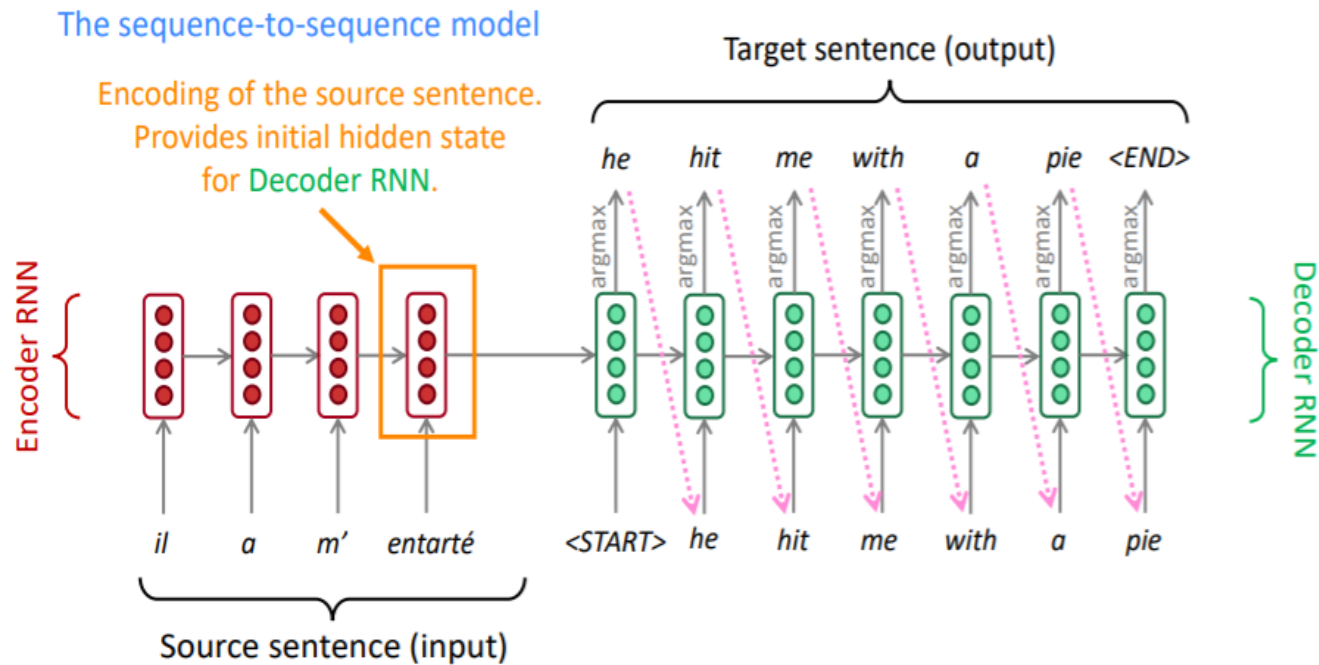 The sequence-to-sequence model
Target sentence (output)
Encoding of the source sentence.
Provides initial hidden state
for Decoder RNN.
he hit me with a pie <END>
argmax argmax argmax argmax argmax argmax argmax
Encoder RNN
Decoder RNN
il a m’ entarté <START> he hit me with a pie
Source sentence (input)